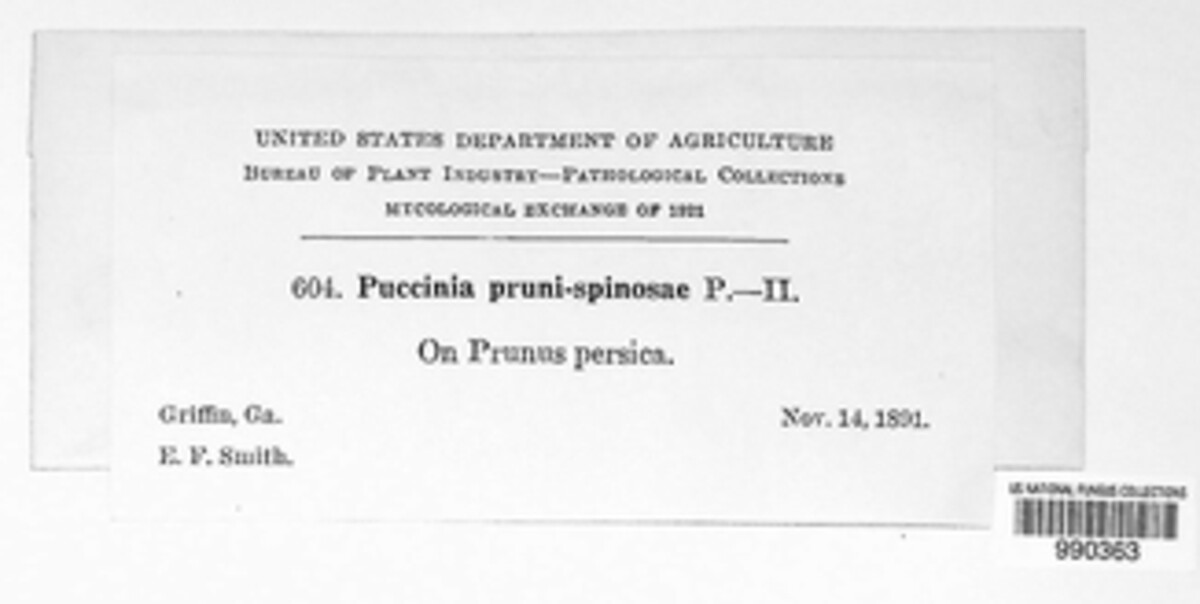 UNITED STATES DEPARTMENT OF AGRICULTURE
BUREAU OF PLANT INDUSTRY—PATHOLOGICAL COLLECTIONS
MYCOLOGICAL EXCHANGE OF 1921
604. Puccinia pruni-spinosae P.—II.
On Prunus persica.
Griffin, Ga.
Nov. 14, 1891.
E. F. Smith.
US NATIONAL FUNGUS COLLECTIONS
990363